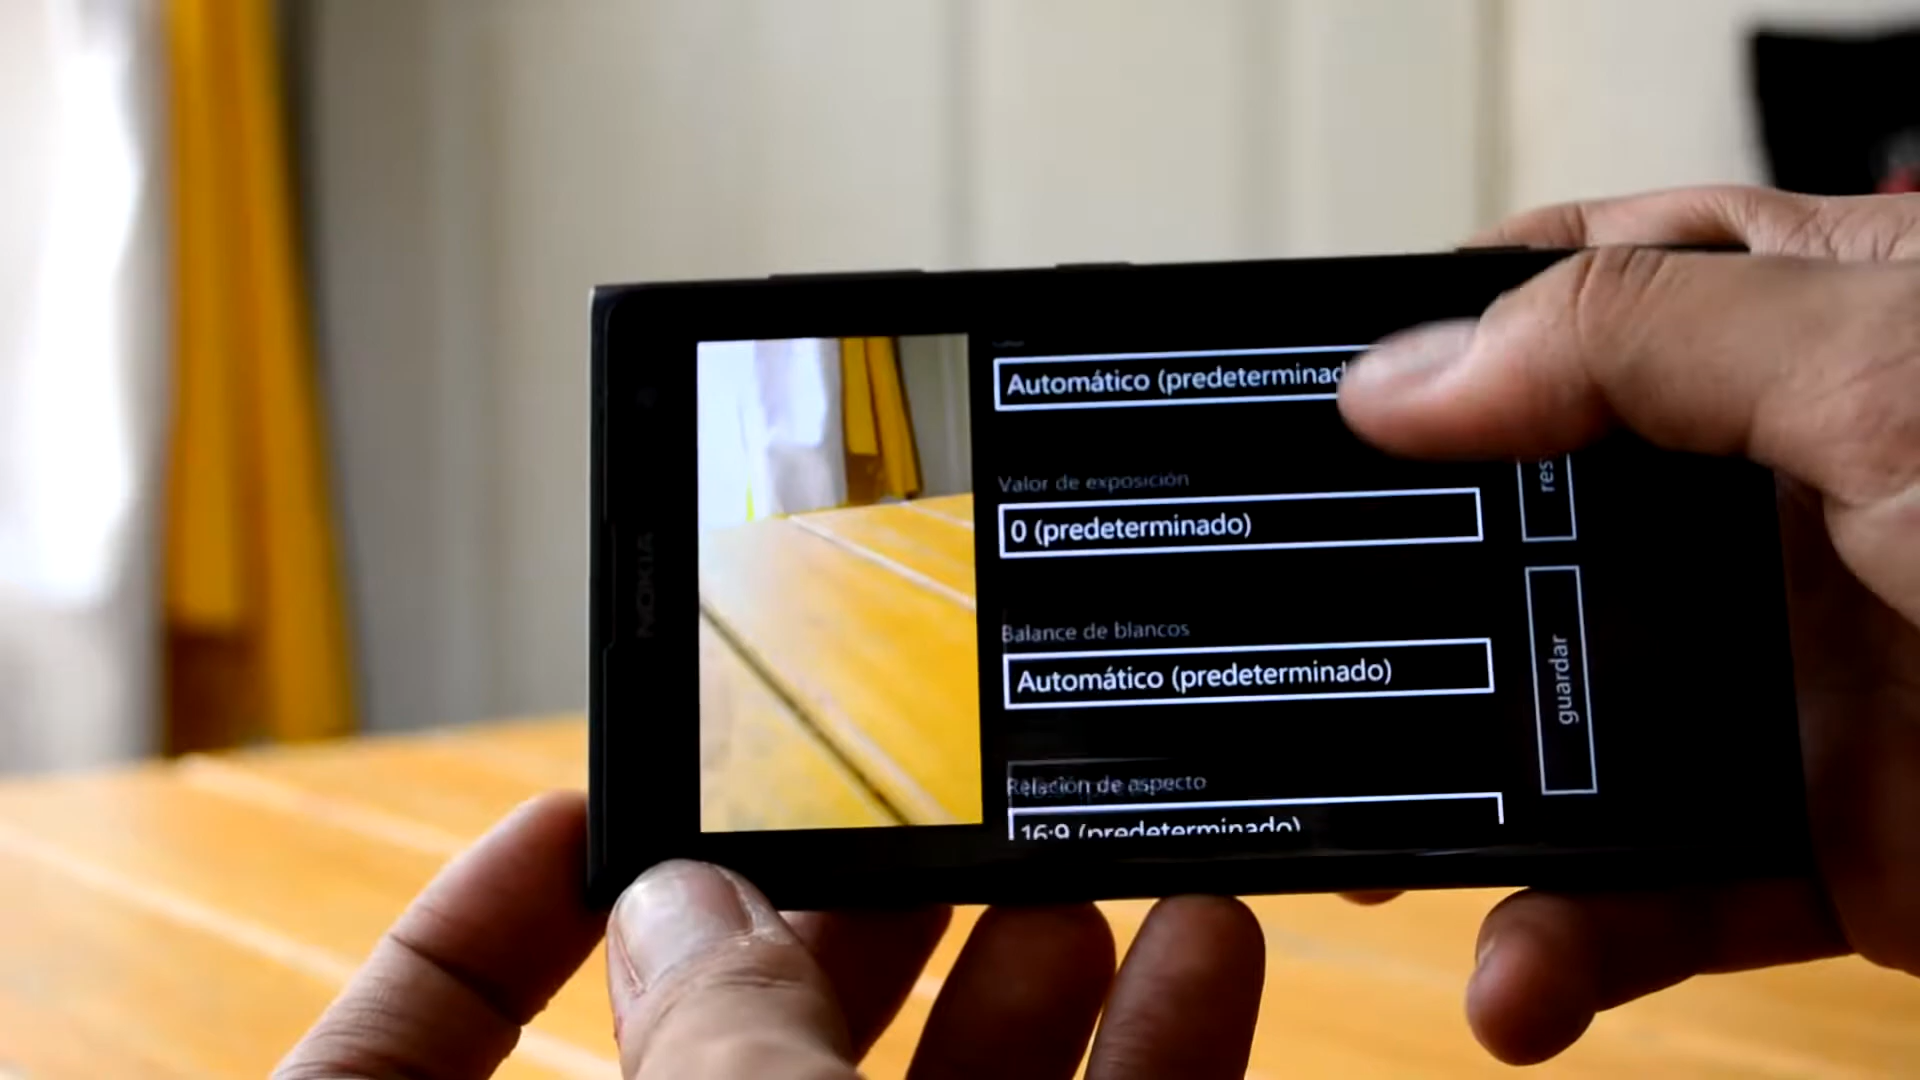 NOKIA
Automático (predeterminad
Valor de exposición
0 (predeterminado)
Balance de blancos
Automático (predeterminado)
Relación de aspecto
16:9 (predeterminado)
res
guardar